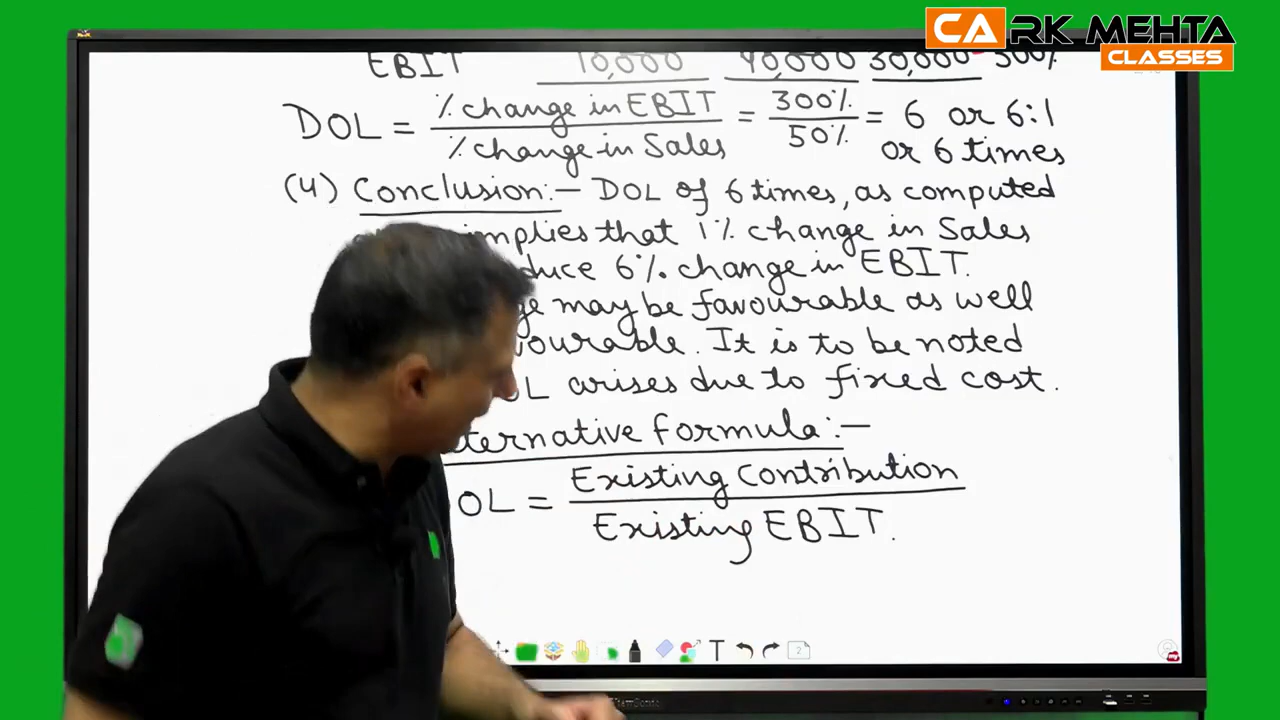 CA RK MEHTA
CLASSES
EBIT 10,000 40,000 30,000 300%
DOL = % change in EBIT / % change in Sales = 300% / 50% = 6 or 6:1
or 6 times
(4) Conclusion:- DOL of 6 times, as computed
implies that 1% change in Sales
duce 6% change in EBIT.
ge may be favourable as well
vourable. It is to be noted
OL arises due to fixed cost.
ternative formula:-
OL = Existing Contribution / Existing EBIT.
T
2